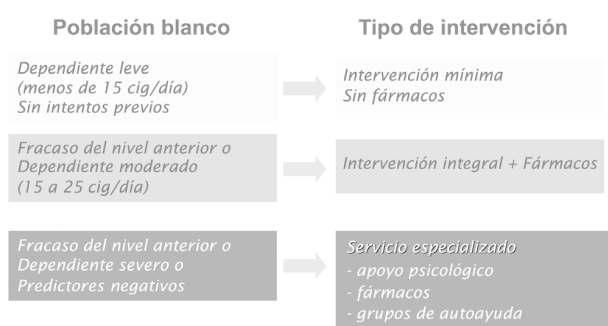 Población blanco
Tipo de intervención
Dependiente leve
(menos de 15 cig/día)
Sin intentos previos
Intervención mínima
Sin fármacos
Fracaso del nivel anterior o
Dependiente moderado
(15 a 25 cig/día)
Intervención integral + Fármacos
Fracaso del nivel anterior o
Dependiente severo o
Predictores negativos
Servicio especializado
- apoyo psicológico
- fármacos
- grupos de autoayuda